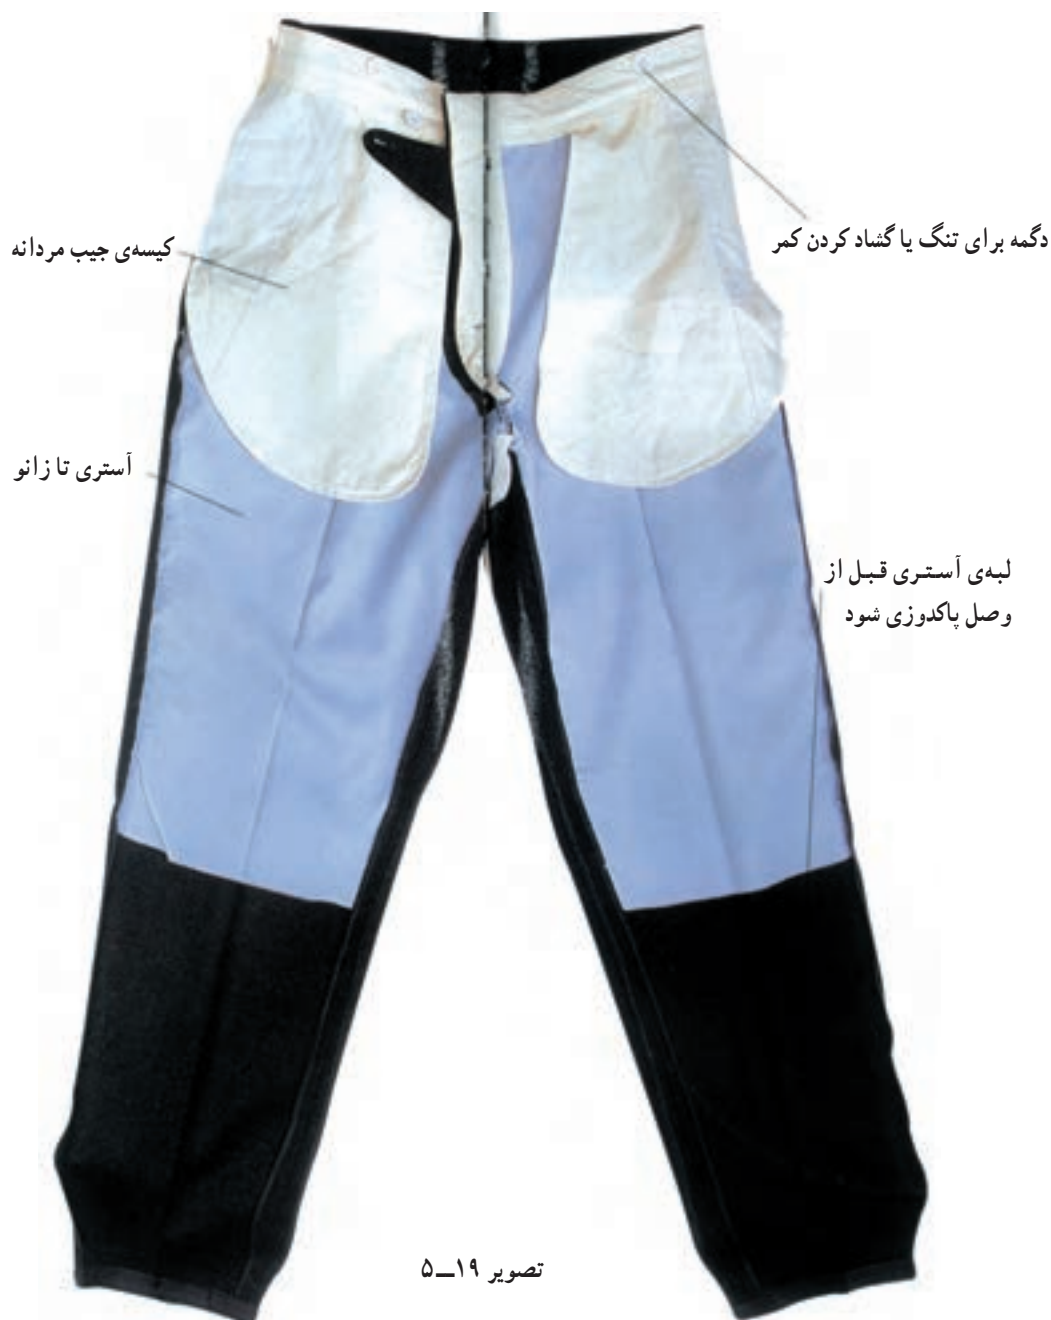 دگمه برای تنگ یا گشاد کردن کمر
کیسه‌ی جیب مردانه
آستری تا زانو
لبه‌ی آستری قبل از
وصل پاکدوزی شود
تصویر ۱۹ــ۵